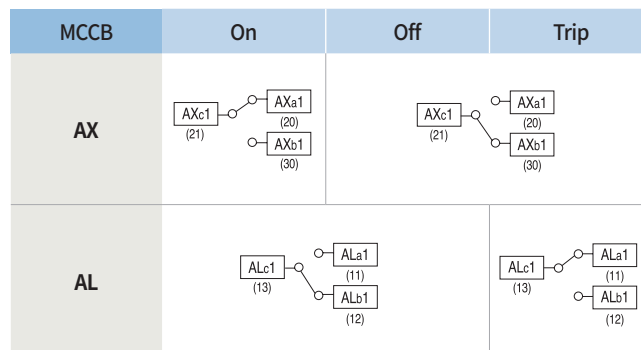 MCCB On Off Trip
AX
AXc1
(21)
AXa1
(20)
AXb1
(30)
AXc1
(21)
AXa1
(20)
AXb1
(30)
AL
ALc1
(13)
ALa1
(11)
ALb1
(12)
ALc1
(13)
ALa1
(11)
ALb1
(12)